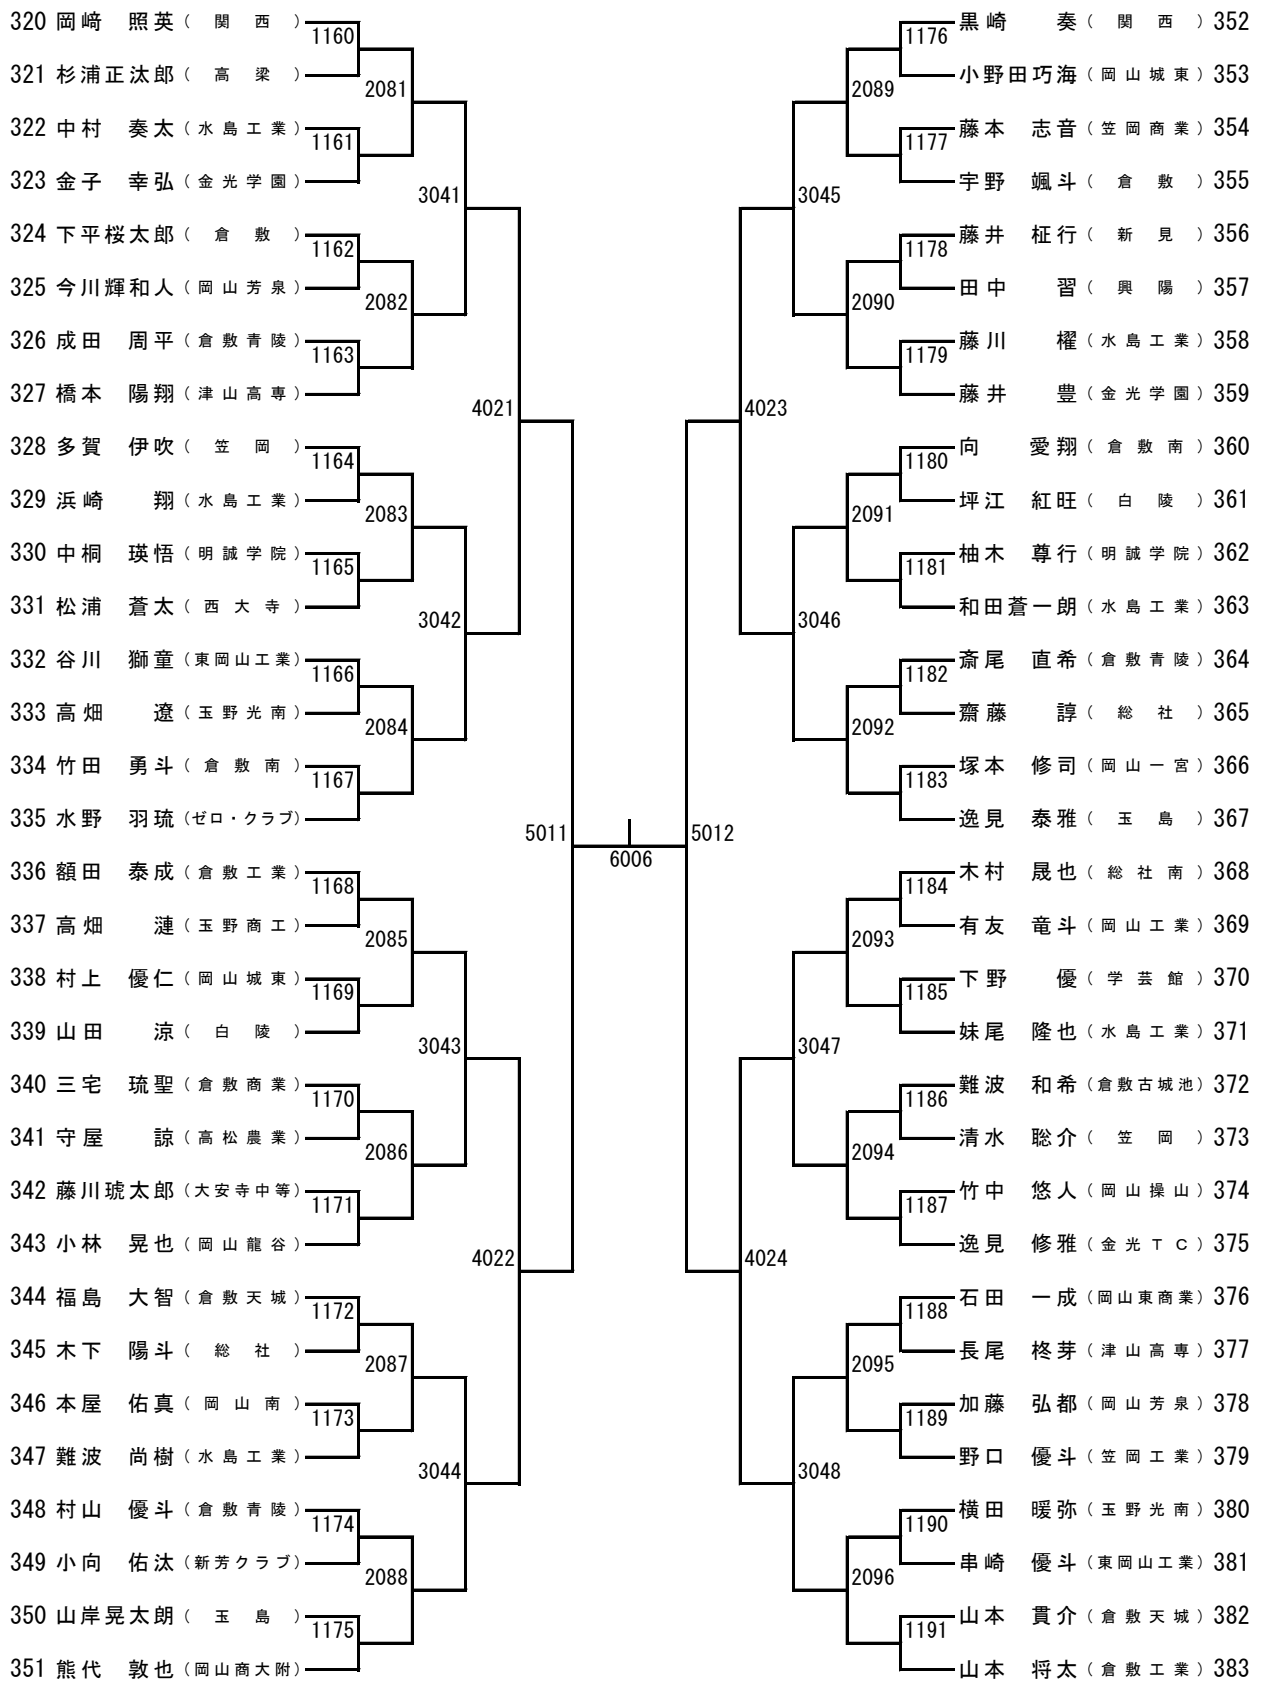 320 岡﨑 照英 ( 関 西 )
1160
321 杉浦正汰郎 ( 高 梁 )
2081
322 中村 奏太 ( 水島工業 )
1161
323 金子 幸弘 ( 金光学園 )
3041
324 下平桜太郎 ( 倉 敷 )
1162
325 今川輝和人 ( 岡山芳泉 )
2082
326 成田 周平 ( 倉敷青陵 )
1163
327 橋本 陽翔 ( 津山高専 )
4021
328 多賀 伊吹 ( 笠 岡 )
1164
329 浜崎 翔 ( 水島工業 )
2083
330 中桐 瑛悟 ( 明誠学院 )
1165
331 松浦 蒼太 ( 西大寺 )
3042
332 谷川 獅童 (東岡山工業)
1166
333 高畑 遼 ( 玉野光南 )
2084
334 竹田 勇斗 ( 倉敷南 )
1167
335 水野 羽琉 (ゼロ・クラブ)
5011
336 額田 泰成 ( 倉敷工業 )
1168
337 高畑 漣 ( 玉野商工 )
2085
338 村上 優仁 ( 岡山城東 )
1169
339 山田 涼 ( 白 陵 )
3043
340 三宅 琉聖 ( 倉敷商業 )
1170
341 守屋 諒 ( 高松農業 )
2086
342 藤川琥太郎 (大安寺中等)
1171
343 小林 晃也 ( 岡山龍谷 )
4022
344 福島 大智 ( 倉敷天城 )
1172
345 木下 陽斗 ( 総 社 )
2087
346 本屋 佑真 ( 岡山南 )
1173
347 難波 尚樹 ( 水島工業 )
3044
348 村山 優斗 ( 倉敷青陵 )
1174
349 小向 佑汰 (新芳クラブ)
2088
350 山岸晃太朗 ( 玉 島 )
1175
351 熊代 敦也 (岡山商大附)
6006
黒崎 奏 ( 関 西 ) 352
1176
小野田巧海 ( 岡山城東 ) 353
2089
藤本 志音 ( 笠岡商業 ) 354
1177
宇野 颯斗 ( 倉 敷 ) 355
3045
藤井 柾行 ( 新 見 ) 356
1178
田中 習 ( 興 陽 ) 357
2090
藤川 櫂 ( 水島工業 ) 358
1179
藤井 豊 ( 金光学園 ) 359
4023
向 愛翔 ( 倉敷南 ) 360
1180
坪江 紅旺 ( 白 陵 ) 361
2091
柚木 尊行 ( 明誠学院 ) 362
1181
和田蒼一朗 ( 水島工業 ) 363
3046
斎尾 直希 ( 倉敷青陵 ) 364
1182
齋藤 諄 ( 総 社 ) 365
2092
塚本 修司 ( 岡山一宮 ) 366
1183
逸見 泰雅 ( 玉 島 ) 367
5012
木村 晟也 ( 総社南 ) 368
1184
有友 竜斗 ( 岡山工業 ) 369
2093
下野 優 ( 学芸館 ) 370
1185
妹尾 隆也 ( 水島工業 ) 371
3047
難波 和希 (倉敷古城池) 372
1186
清水 聡介 ( 笠 岡 ) 373
2094
竹中 悠人 ( 岡山操山 ) 374
1187
逸見 修雅 ( 金光TC ) 375
4024
石田 一成 (岡山東商業) 376
1188
長尾 柊芽 ( 津山高専 ) 377
2095
加藤 弘都 ( 岡山芳泉 ) 378
1189
野口 優斗 ( 笠岡工業 ) 379
3048
横田 暖弥 ( 玉野光南 ) 380
1190
串崎 優斗 (東岡山工業) 381
2096
山本 貫介 ( 倉敷天城 ) 382
1191
山本 将太 ( 倉敷工業 ) 383